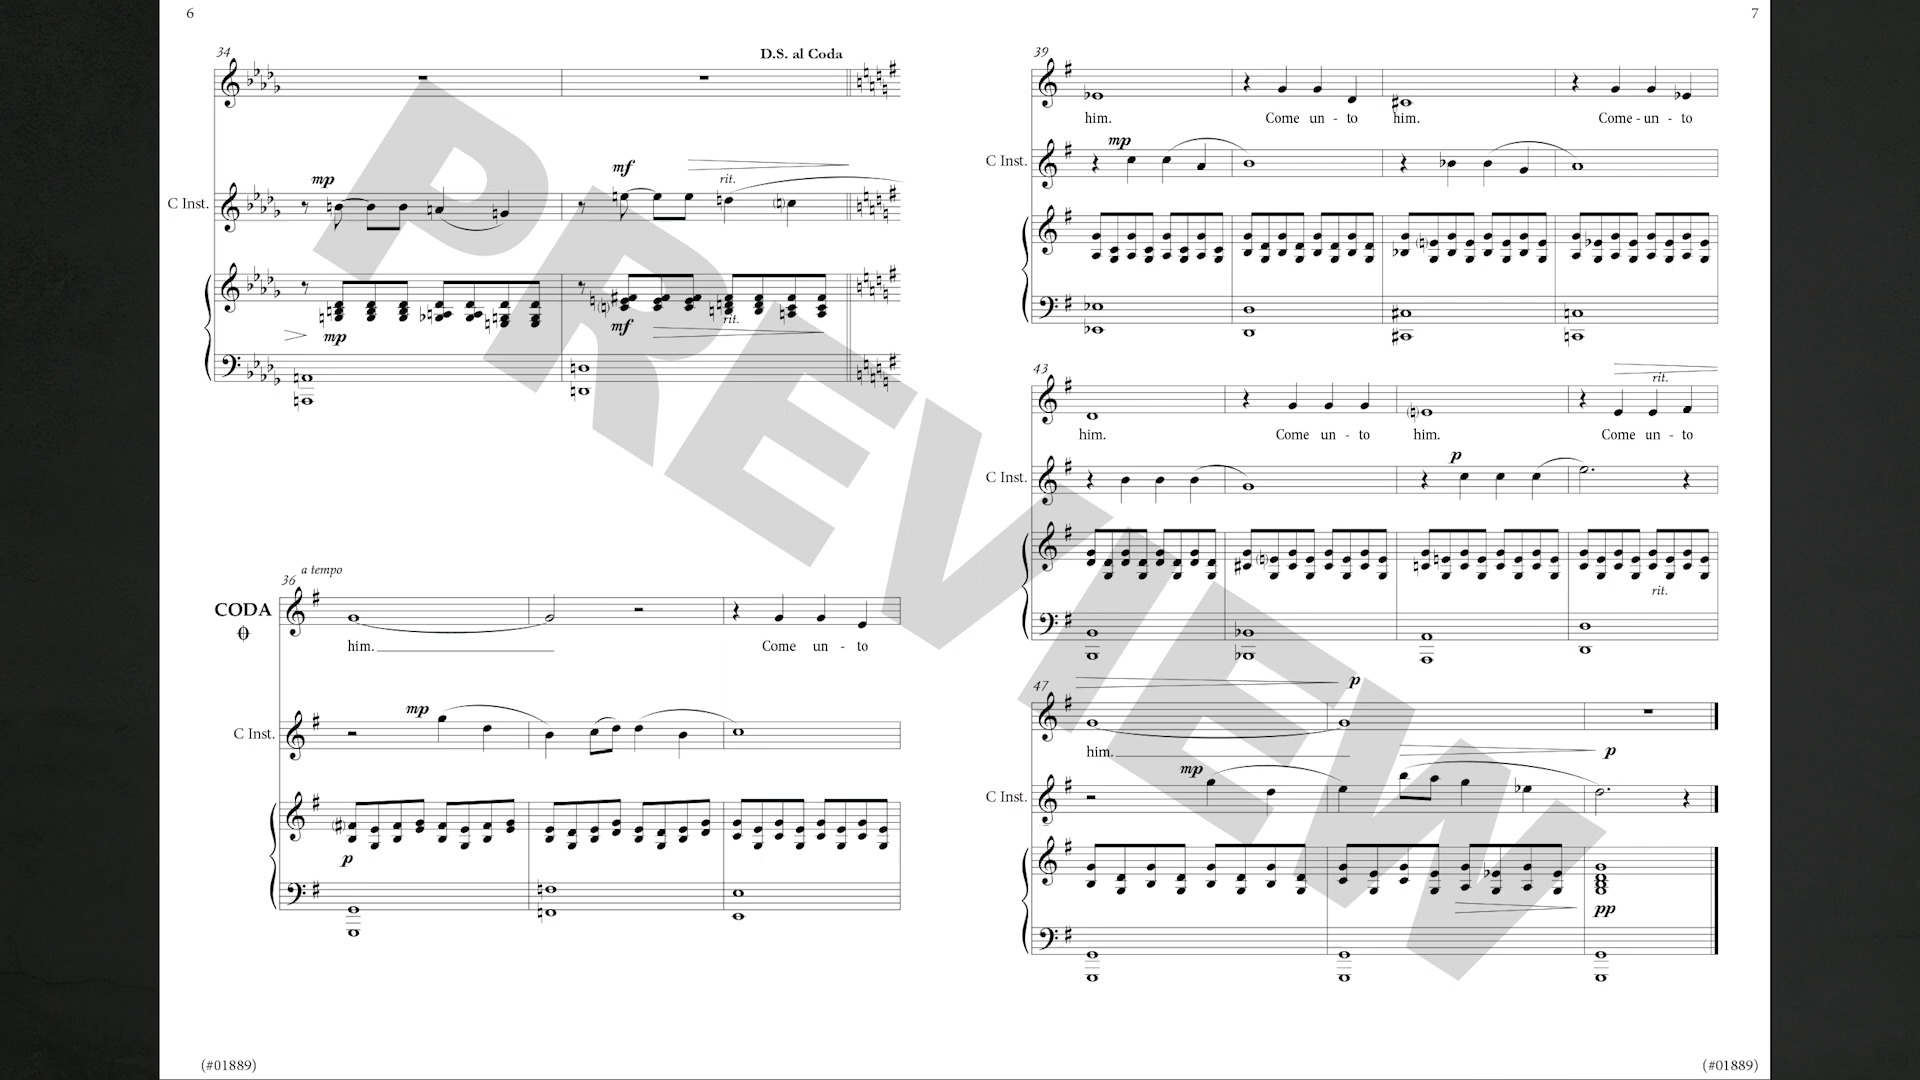 6
34
D.S. al Coda
mp
mf
rit.
C Inst.
mp
mf
rit.
a tempo
36
CODA
him.
Come un - to
mp
C Inst.
p
(#01889)
7
39
him.
Come un - to
him.
Come - un - to
mp
C Inst.
43
rit.
him.
Come un - to
him.
Come un - to
p
C Inst.
rit.
47
p
him.
p
mp
C Inst.
pp
(#01889)
PREVIEW